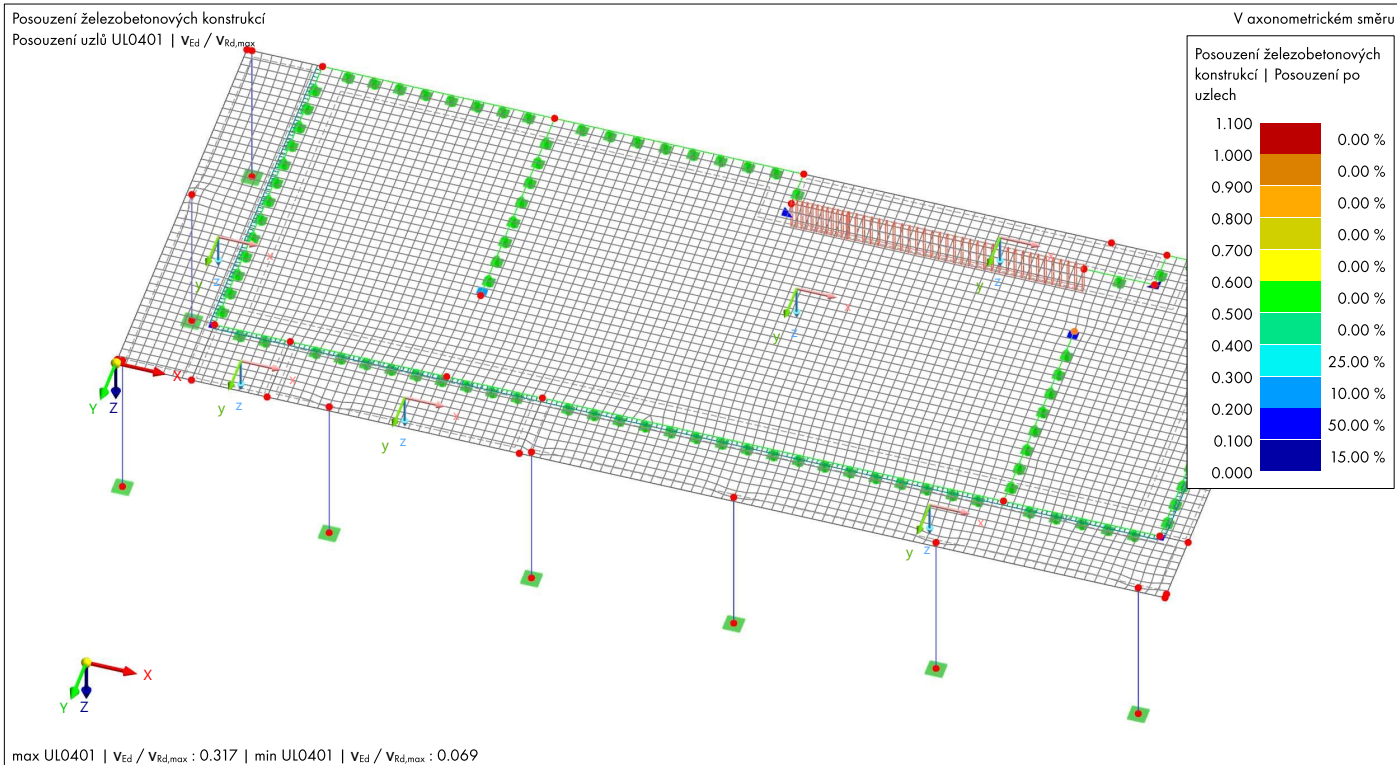 Posouzení železobetonových konstrukcí
Posouzení uzlů UL0401 | vEd / vRd,max
V axonometrickém směru
Posouzení železobetonových
konstrukcí | Posouzení po
uzlech
1.100
0.00 %
1.000
0.00 %
0.900
0.00 %
0.800
0.00 %
0.700
0.00 %
0.600
0.00 %
0.500
0.00 %
0.400
25.00 %
0.300
10.00 %
0.200
50.00 %
0.100
15.00 %
0.000
x
y
z
x
y
z
x
y
z
X
Y
Z
x
y
z
x
y
z
x
y
z
X
Y
Z
max UL0401 | vEd / vRd,max : 0.317 | min UL0401 | vEd / vRd,max : 0.069